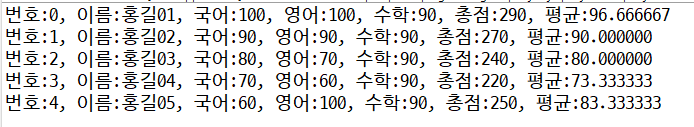 번호:0, 이름:홍길01, 국어:100, 영어:100, 수학:90, 총점:290, 평균:96.666667
번호:1, 이름:홍길02, 국어:90, 영어:90, 수학:90, 총점:270, 평균:90.000000
번호:2, 이름:홍길03, 국어:80, 영어:70, 수학:90, 총점:240, 평균:80.000000
번호:3, 이름:홍길04, 국어:70, 영어:60, 수학:90, 총점:220, 평균:73.333333
번호:4, 이름:홍길05, 국어:60, 영어:100, 수학:90, 총점:250, 평균:83.333333